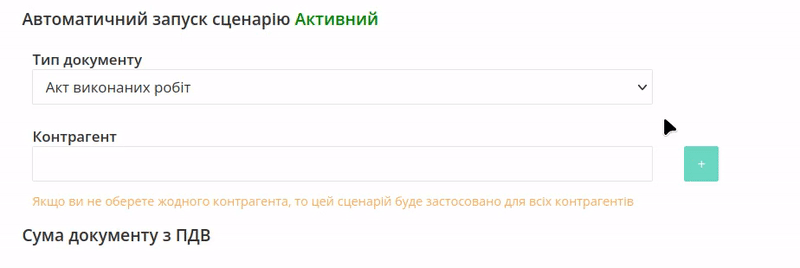 Автоматичний запуск сценарію Активний
Тип документу
Акт виконаних робіт
Контрагент
+
Якщо ви не оберете жодного контрагента, то цей сценарій буде застосовано для всіх контрагентів
Сума документу з ПДВ